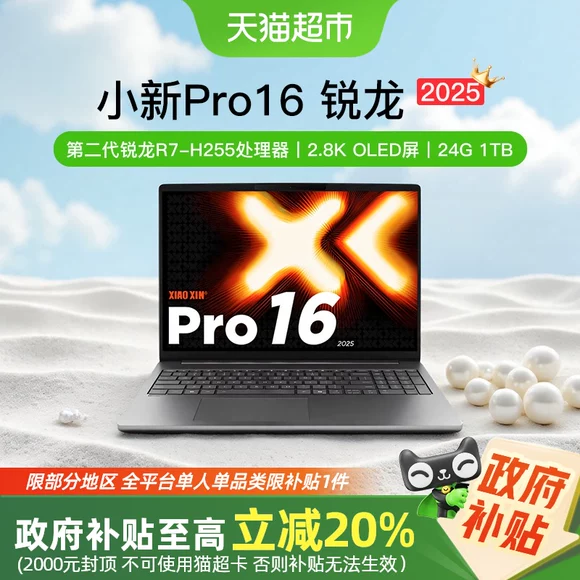 天猫超市
小新Pro16 锐龙 2025
第二代锐龙R7-H255处理器 | 2.8K OLED屏 | 24G 1TB
XIAO XIN
Pro 16
2025
限部分地区 全平台单人单品类限补贴1件
政府补贴至高 立减20%
(2000元封顶 不可使用猫超卡 否则补贴无法生效)
政府
补贴